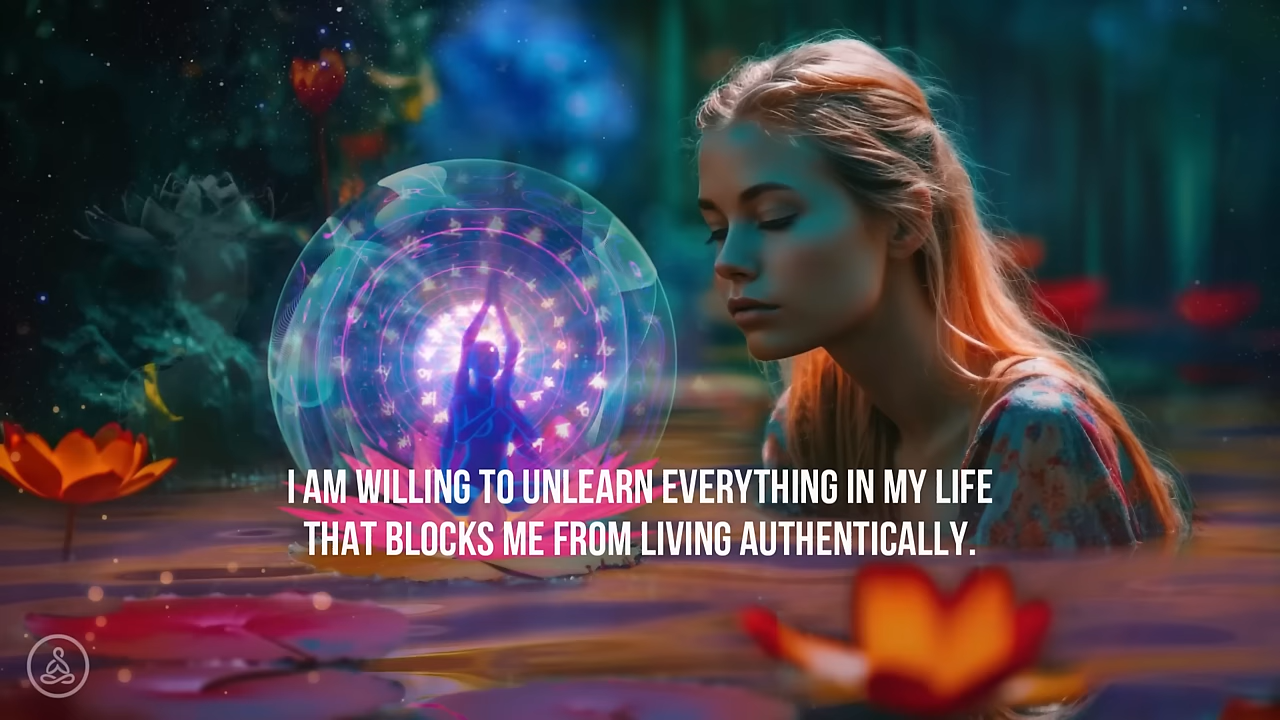 I AM WILLING TO UNLEARN EVERYTHING IN MY LIFE
THAT BLOCKS ME FROM LIVING AUTHENTICALLY.